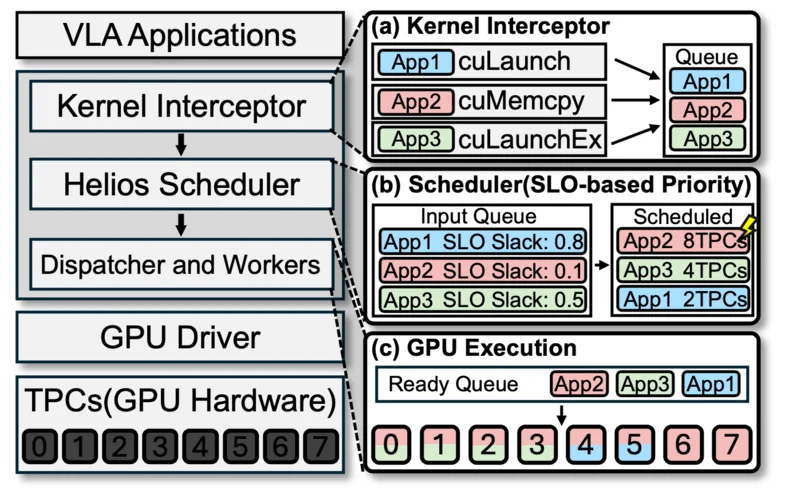 VLA Applications
Kernel Interceptor
Helios Scheduler
Dispatcher and Workers
GPU Driver
TPCs(GPU Hardware)
0 1 2 3 4 5 6 7
(a) Kernel Interceptor
App1 cuLaunch
App2 cuMemcpy
App3 cuLaunchEx
Queue
App1
App2
App3
(b) Scheduler(SLO-based Priority)
Input Queue
App1 SLO Slack: 0.8
App2 SLO Slack: 0.1
App3 SLO Slack: 0.5
Scheduled
App2 8TPCs
App3 4TPCs
App1 2TPCs
(c) GPU Execution
Ready Queue App2 App3 App1
0 1 2 3 4 5 6 7